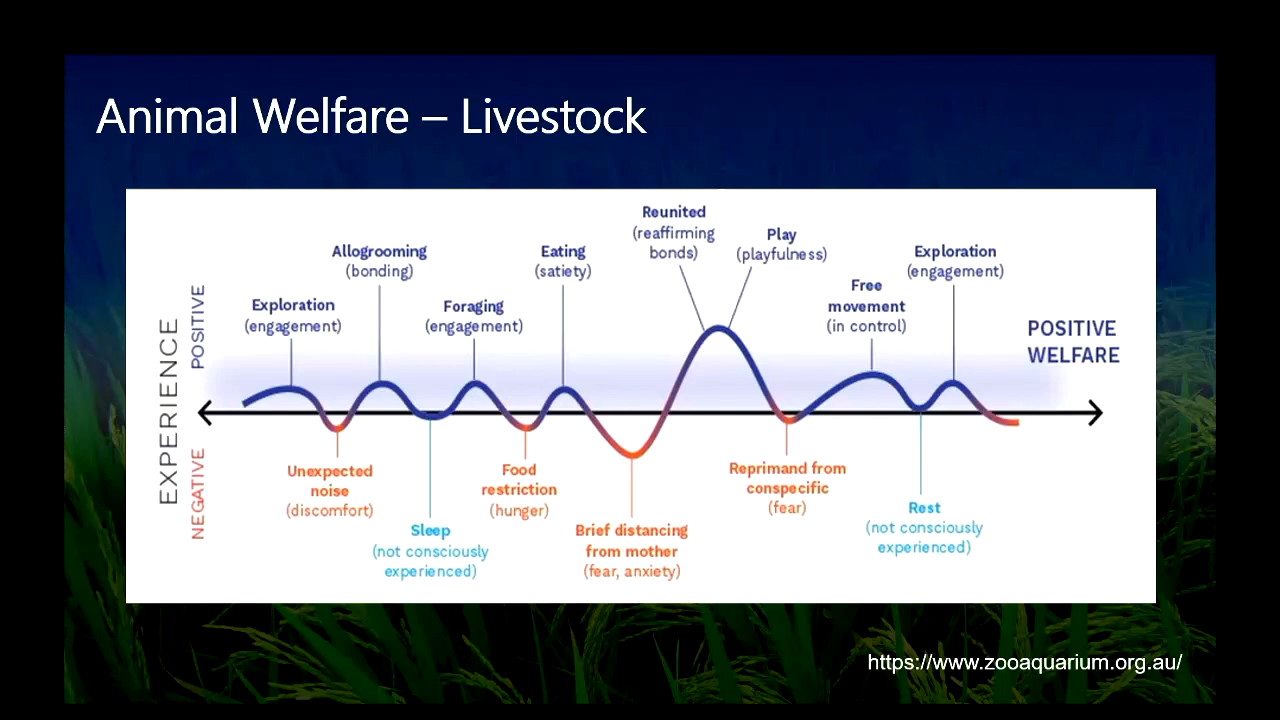 Animal Welfare – Livestock
EXPERIENCE
POSITIVE
NEGATIVE
Exploration
(engagement)
Unexpected
noise
(discomfort)
Allogrooming
(bonding)
Sleep
(not consciously
experienced)
Foraging
(engagement)
Food
restriction
(hunger)
Eating
(satiety)
Brief distancing
from mother
(fear, anxiety)
Reunited
(reaffirming
bonds)
Play
(playfulness)
Reprimand from
conspecific
(fear)
Free
movement
(in control)
Rest
(not consciously
experienced)
Exploration
(engagement)
POSITIVE
WELFARE
https://www.zooaquarium.org.au/